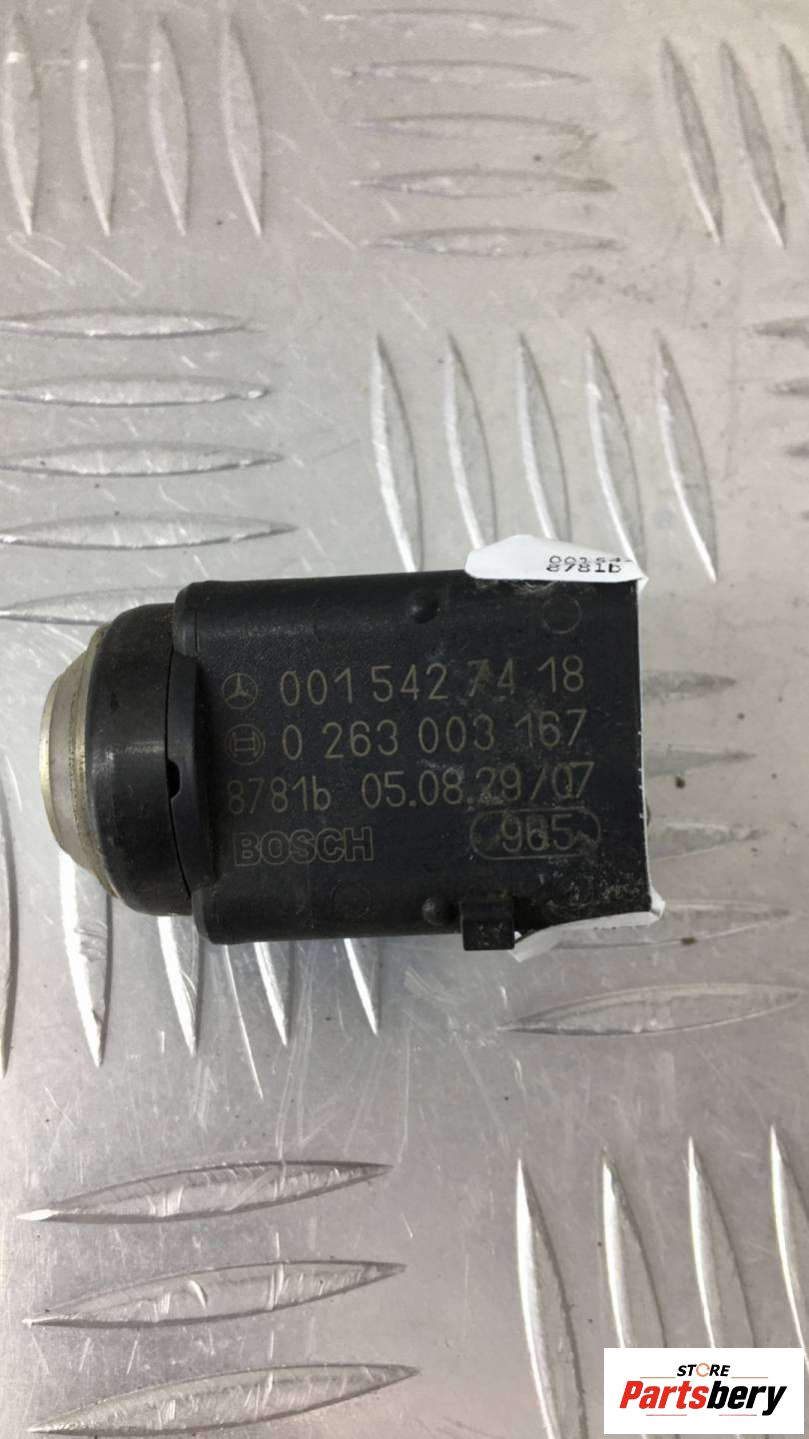 8781b
001 542 74 18
0 263 003 167
8781b 05.08.29/07
BOSCH 985
STORE
Partsbery